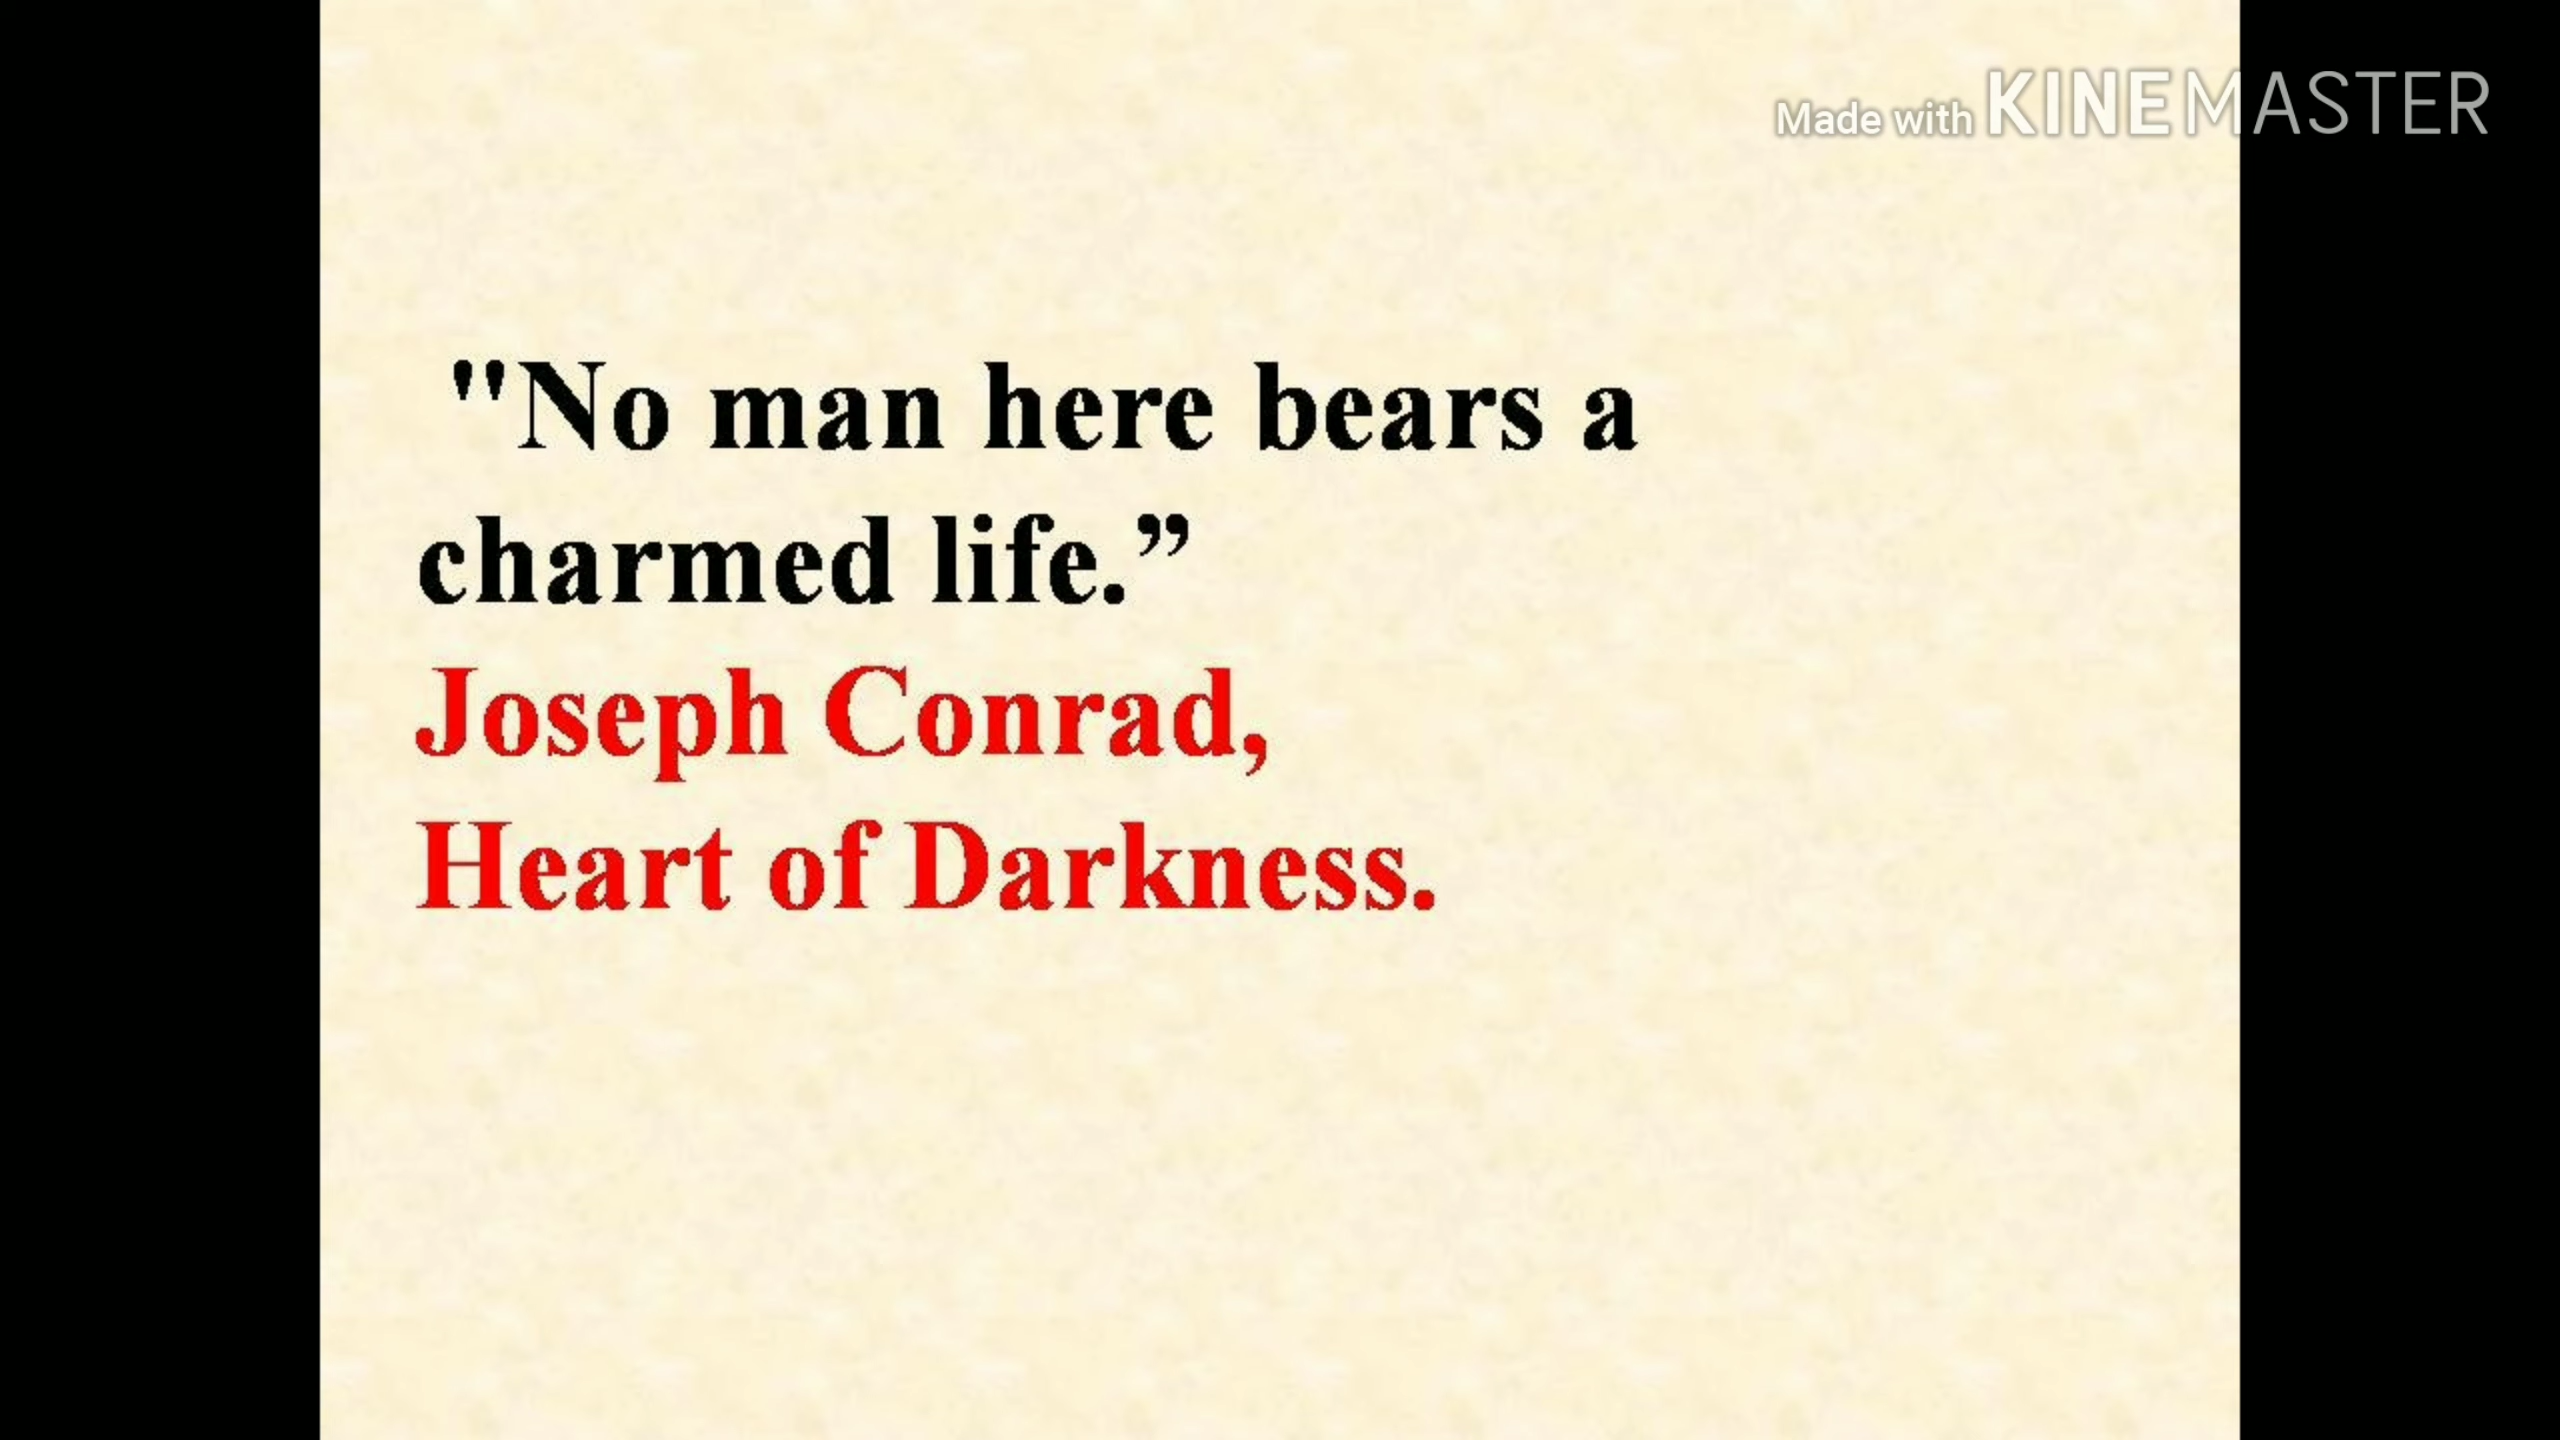 Made with KINEMASTER
"No man here bears a
charmed life.”
Joseph Conrad,
Heart of Darkness.